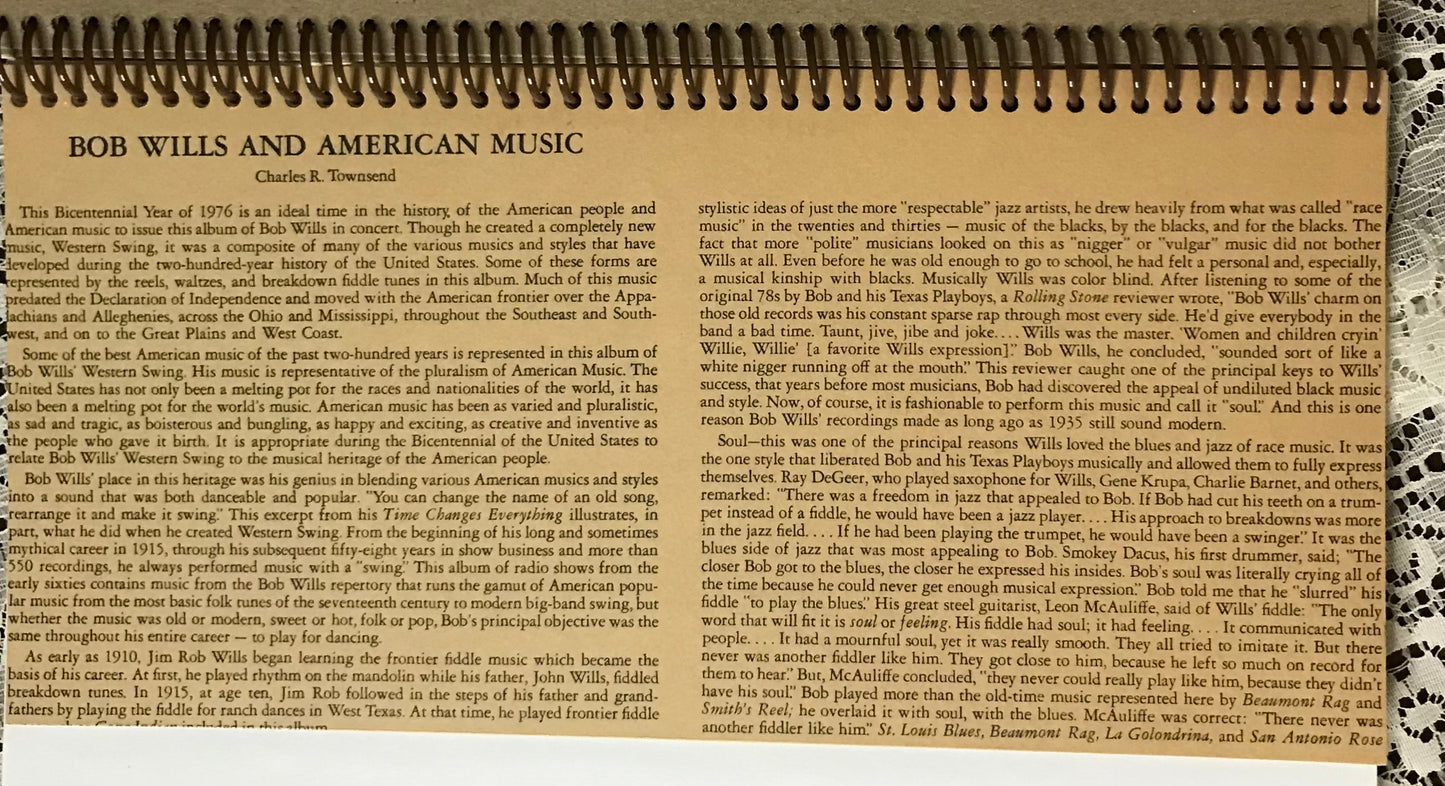 BOB WILLS AND AMERICAN MUSIC
Charles R. Townsend
This Bicentennial Year of 1976 is an ideal time in the history of the American people and
American music to issue this album of Bob Wills in concert. Though he created a completely new
music, Western Swing, it was a composite of many of the various musics and styles that have
developed during the two-hundred-year history of the United States. Some of these forms are
represented by the reels, waltzes, and breakdown fiddle tunes in this album. Much of this music
predated the Declaration of Independence and moved with the American frontier over the Appa-
lachians and Alleghenies, across the Ohio and Mississippi, throughout the Southeast and South-
west, and on to the Great Plains and West Coast.
Some of the best American music of the past two-hundred years is represented in this album of
Bob Wills' Western Swing. His music is representative of the pluralism of American Music. The
United States has not only been a melting pot for the races and nationalities of the world, it has
also been a melting pot for the world's music. American music has been as varied and pluralistic,
as sad and tragic, as boisterous and bungling, as happy and exciting, as creative and inventive as
the people who gave it birth. It is appropriate during the Bicentennial of the United States to
relate Bob Wills' Western Swing to the musical heritage of the American people.
Bob Wills' place in this heritage was his genius in blending various American musics and styles
into a sound that was both danceable and popular. "You can change the name of an old song,
rearrange it and make it swing." This excerpt from his Time Changes Everything illustrates, in
part, what he did when he created Western Swing. From the beginning of his long and sometimes
mythical career in 1915, through his subsequent fifty-eight years in show business and more than
550 recordings, he always performed music with a "swing." This album of radio shows from the
early sixties contains music from the Bob Wills repertory that runs the gamut of American popu-
lar music from the most basic folk tunes of the seventeenth century to modern big-band swing, but
whether the music was old or modern, sweet or hot, folk or pop, Bob's principal objective was the
same throughout his entire career — to play for dancing.
As early as 1910, Jim Rob Wills began learning the frontier fiddle music which became the
basis of his career. At first, he played rhythm on the mandolin while his father, John Wills, fiddled
breakdown tunes. In 1915, at age ten, Jim Rob followed in the steps of his father and grand-
fathers by playing the fiddle for ranch dances in West Texas. At that time, he played frontier fiddle
included in this album
stylistic ideas of just the more "respectable" jazz artists, he drew heavily from what was called "race
music" in the twenties and thirties — music of the blacks, by the blacks, and for the blacks. The
fact that more "polite" musicians looked on this as "nigger" or "vulgar" music did not bother
Wills at all. Even before he was old enough to go to school, he had felt a personal and, especially,
a musical kinship with blacks. Musically Wills was color blind. After listening to some of the
original 78s by Bob and his Texas Playboys, a Rolling Stone reviewer wrote, "Bob Wills' charm on
those old records was his constant sparse rap through most every side. He'd give everybody in the
band a bad time. Taunt, jive, jibe and joke.... Wills was the master. 'Women and children cryin'
Willie, Willie' [a favorite Wills expression]." Bob Wills, he concluded, "sounded sort of like a
white nigger running off at the mouth." This reviewer caught one of the principal keys to Wills'
success, that years before most musicians, Bob had discovered the appeal of undiluted black music
and style. Now, of course, it is fashionable to perform this music and call it "soul." And this is one
reason Bob Wills' recordings made as long ago as 1935 still sound modern.
Soul—this was one of the principal reasons Wills loved the blues and jazz of race music. It was
the one style that liberated Bob and his Texas Playboys musically and allowed them to fully express
themselves. Ray DeGeer, who played saxophone for Wills, Gene Krupa, Charlie Barnet, and others,
remarked: "There was a freedom in jazz that appealed to Bob. If Bob had cut his teeth on a trum-
pet instead of a fiddle, he would have been a jazz player.... His approach to breakdowns was more
in the jazz field.... If he had been playing the trumpet, he would have been a swinger." It was the
blues side of jazz that was most appealing to Bob. Smokey Dacus, his first drummer, said; "The
closer Bob got to the blues, the closer he expressed his insides. Bob's soul was literally crying all of
the time because he could never get enough musical expression." Bob told me that he "slurred" his
fiddle "to play the blues." His great steel guitarist, Leon McAuliffe, said of Wills' fiddle: "The only
word that will fit it is soul or feeling. His fiddle had soul; it had feeling.... It communicated with
people.... It had a mournful soul, yet it was really smooth. They all tried to imitate it. But there
never was another fiddler like him. They got close to him, because he left so much on record for
them to hear." But, McAuliffe concluded, "they never could really play like him, because they didn't
have his soul." Bob played more than the old-time music represented here by Beaumont Rag and
Smith's Reel; he overlaid it with soul, with the blues. McAuliffe was correct: "There never was
another fiddler like him." St. Louis Blues, Beaumont Rag, La Golondrina, and San Antonio Rose